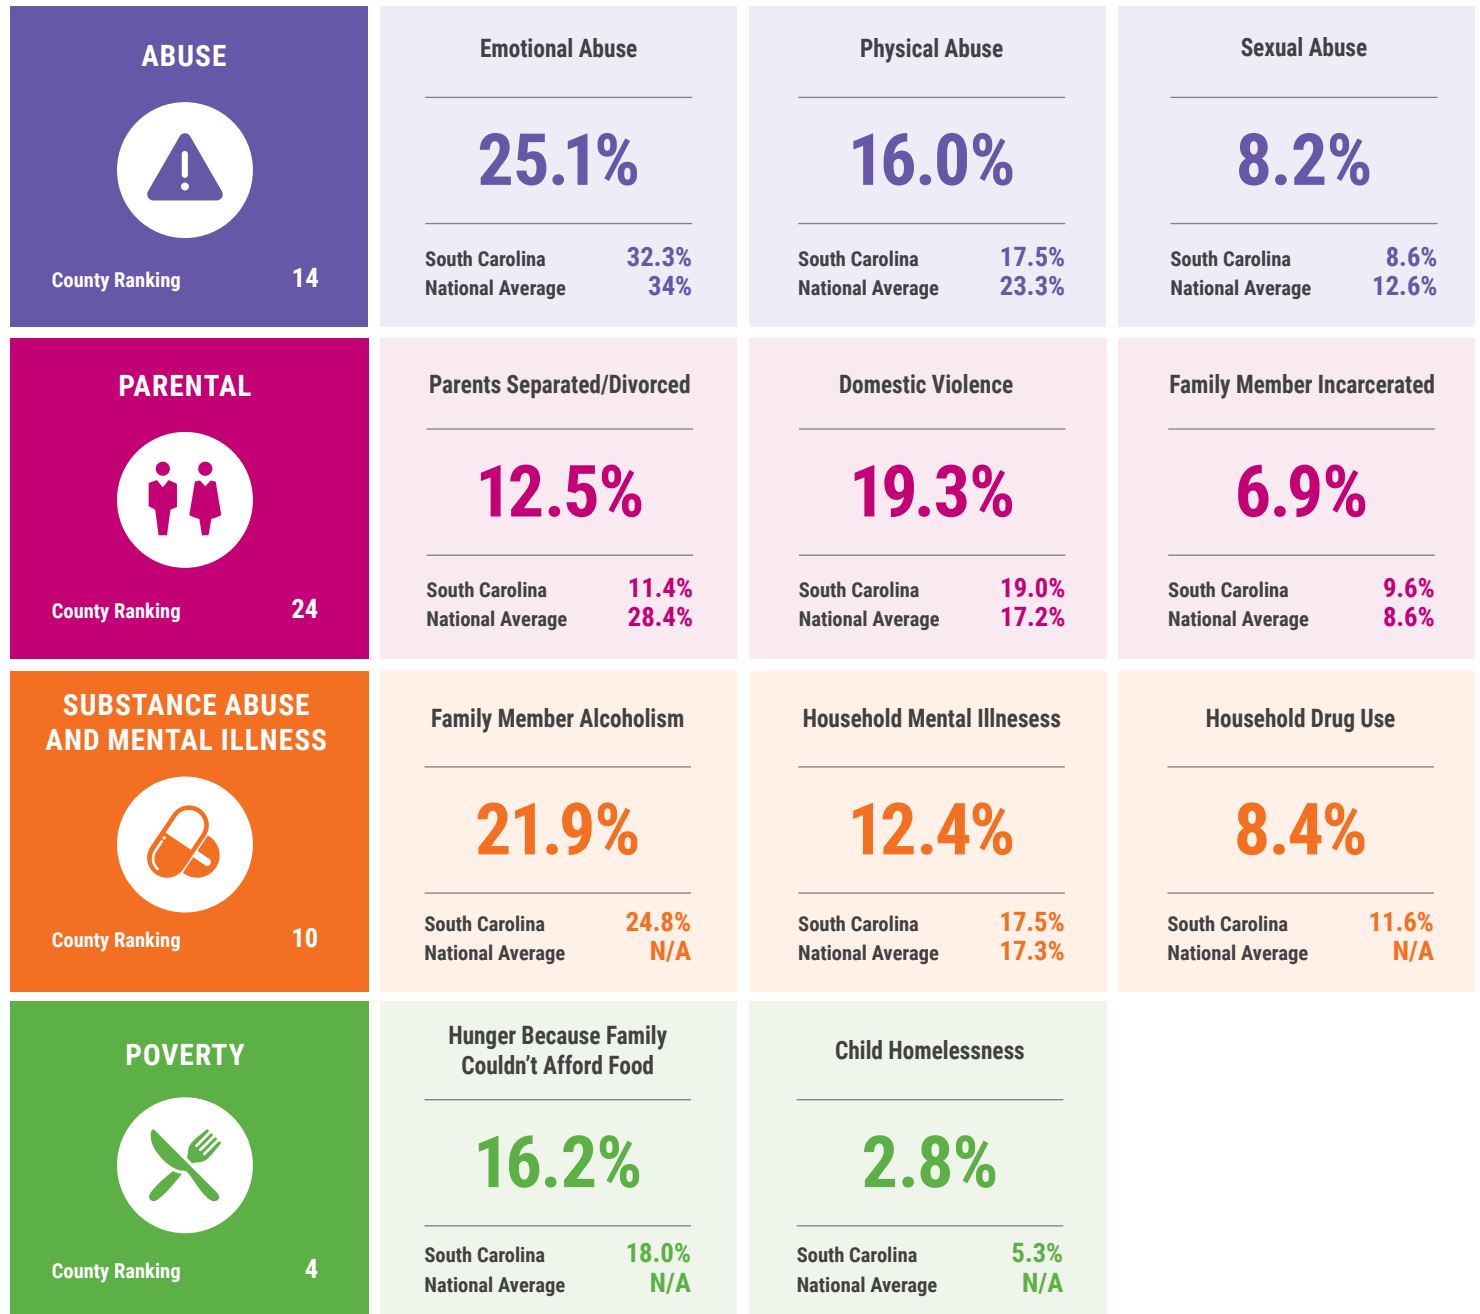 ABUSE
County Ranking 14
Emotional Abuse
25.1%
South Carolina 32.3%
National Average 34%
Physical Abuse
16.0%
South Carolina 17.5%
National Average 23.3%
Sexual Abuse
8.2%
South Carolina 8.6%
National Average 12.6%
PARENTAL
County Ranking 24
Parents Separated/Divorced
12.5%
South Carolina 11.4%
National Average 28.4%
Domestic Violence
19.3%
South Carolina 19.0%
National Average 17.2%
Family Member Incarcerated
6.9%
South Carolina 9.6%
National Average 8.6%
SUBSTANCE ABUSE
AND MENTAL ILLNESS
County Ranking 10
Family Member Alcoholism
21.9%
South Carolina 24.8%
National Average N/A
Household Mental Illnesess
12.4%
South Carolina 17.5%
National Average 17.3%
Household Drug Use
8.4%
South Carolina 11.6%
National Average N/A
POVERTY
County Ranking 4
Hunger Because Family
Couldn’t Afford Food
16.2%
South Carolina 18.0%
National Average N/A
Child Homelessness
2.8%
South Carolina 5.3%
National Average N/A